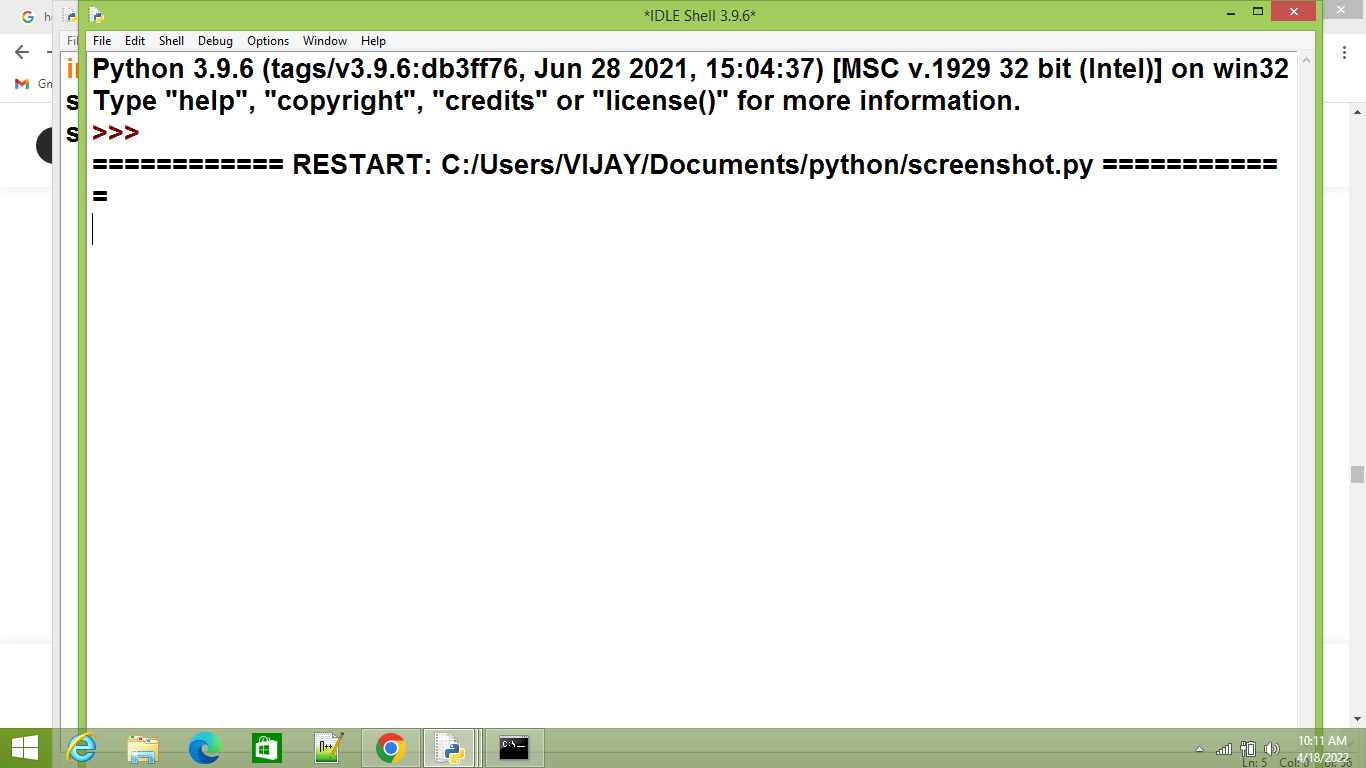 *IDLE Shell 3.9.6*
File Edit Shell Debug Options Window Help
Python 3.9.6 (tags/v3.9.6:db3ff76, Jun 28 2021, 15:04:37) [MSC v.1929 32 bit (Intel)] on win32
Type "help", "copyright", "credits" or "license()" for more information.
>>>
============ RESTART: C:/Users/VIJAY/Documents/python/screenshot.py ===========
=
10:11 AM
4/18/2022
Ln: 5 Col: 0